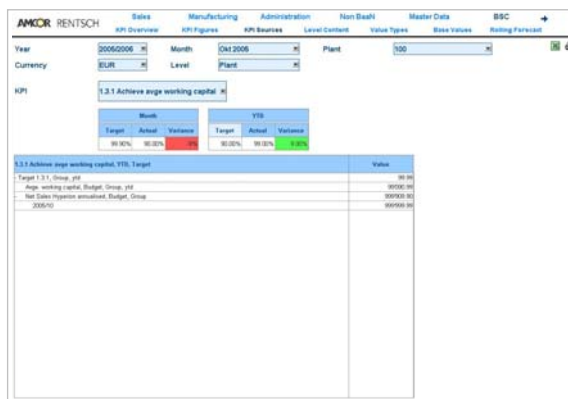 AMCOR RENTSCH
Sales Manufacturing Administration Non BaaN Master Data BSC
KPI Overview KPI Figures KPI Sources Level Content Value Types Base Values Rolling Forecast
Year 2005/2006 Month Okt 2005 Plant 100
Currency EUR Level Plant
KPI 1.3.1 Achieve avge working capital
Month YTD
Target Actual Variance Target Actual Variance
99.90% 90.00% 90.00% 99.00%
1.3.1 Achieve avge working capital, YTD, Target Value
- Target 1.3.1, Group, ytd 99.99
Avge. working capital, Budget, Group, ytd
- Net Sales Hyperion annualised, Budget, Group
2005/10